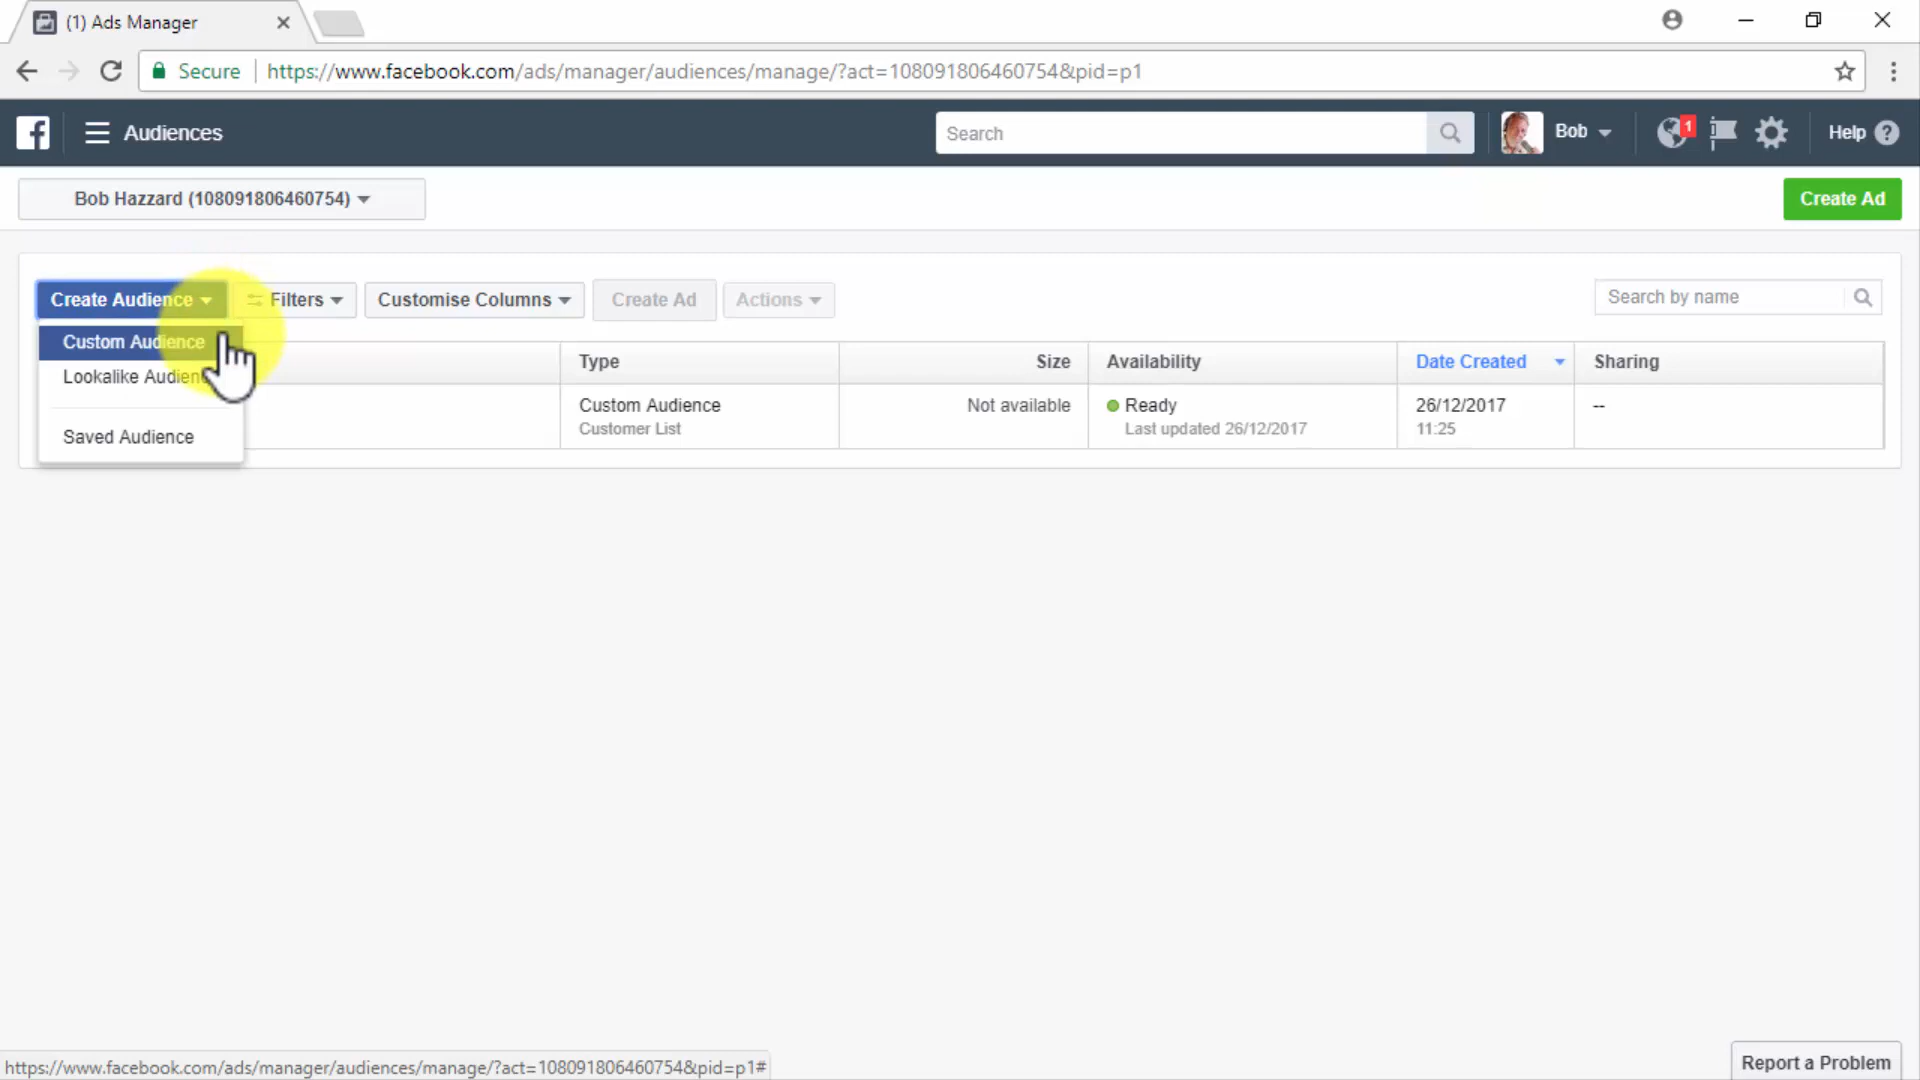 (1) Ads Manager
Secure
https://www.facebook.com/ads/manager/audiences/manage/?act=108091806460754&pid=p1
Audiences
Search
Bob
1
Help
Bob Hazzard (108091806460754)
Create Ad
Create Audience
Filters
Customise Columns
Create Ad
Actions
Search by name
Custom Audience
Lookalike Audienc
Saved Audience
Type
Size
Availability
Date Created
Sharing
Custom Audience
Not available
Ready
26/12/2017
--
Customer List
Last updated 26/12/2017
11:25
https://www.facebook.com/ads/manager/audiences/manage/?act=108091806460754&pid=p1#
Report a Problem